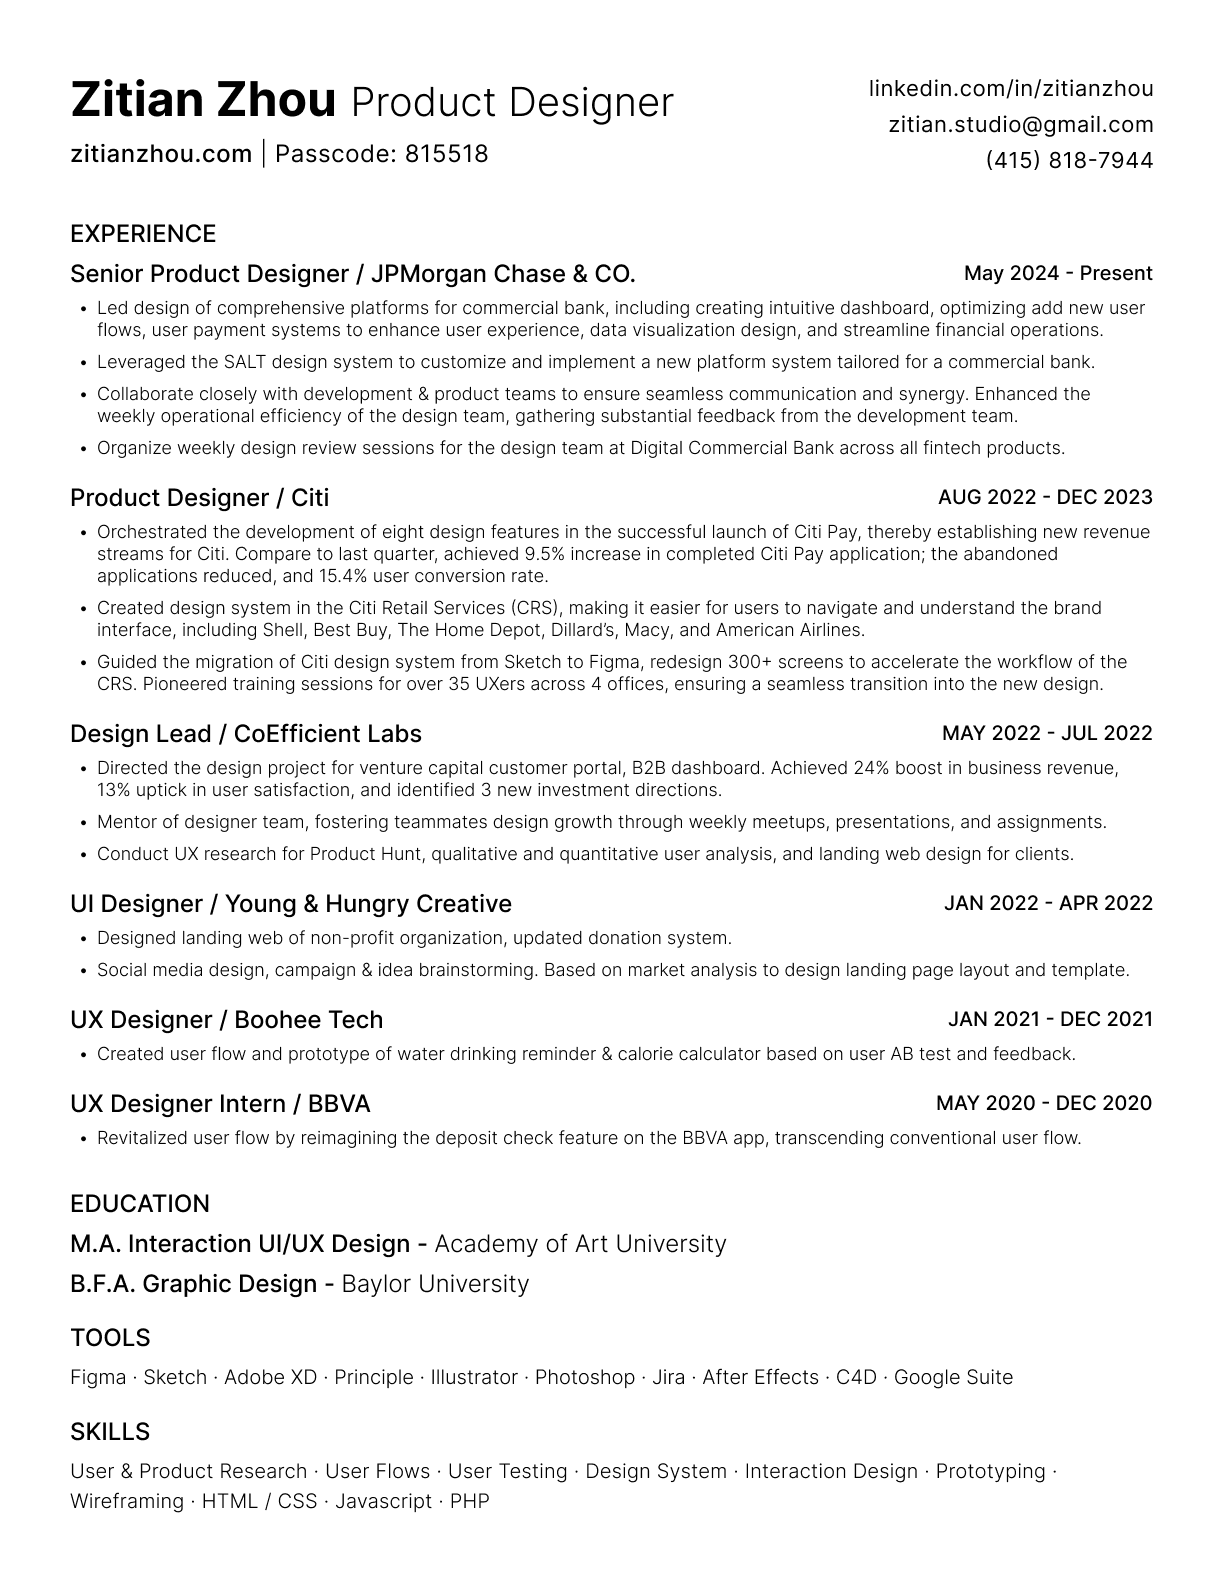 Zitian Zhou Product Designer
zitianzhou.com | Passcode: 815518
linkedin.com/in/zitianzhou
zitian.studio@gmail.com
(415) 818-7944
EXPERIENCE
Senior Product Designer / JPMorgan Chase & CO. May 2024 - Present
• Led design of comprehensive platforms for commercial bank, including creating intuitive dashboard, optimizing add new user
flows, user payment systems to enhance user experience, data visualization design, and streamline financial operations.
• Leveraged the SALT design system to customize and implement a new platform system tailored for a commercial bank.
• Collaborate closely with development & product teams to ensure seamless communication and synergy. Enhanced the
weekly operational efficiency of the design team, gathering substantial feedback from the development team.
• Organize weekly design review sessions for the design team at Digital Commercial Bank across all fintech products.
Product Designer / Citi AUG 2022 - DEC 2023
• Orchestrated the development of eight design features in the successful launch of Citi Pay, thereby establishing new revenue
streams for Citi. Compare to last quarter, achieved 9.5% increase in completed Citi Pay application; the abandoned
applications reduced, and 15.4% user conversion rate.
• Created design system in the Citi Retail Services (CRS), making it easier for users to navigate and understand the brand
interface, including Shell, Best Buy, The Home Depot, Dillard’s, Macy, and American Airlines.
• Guided the migration of Citi design system from Sketch to Figma, redesign 300+ screens to accelerate the workflow of the
CRS. Pioneered training sessions for over 35 UXers across 4 offices, ensuring a seamless transition into the new design.
Design Lead / CoEfficient Labs MAY 2022 - JUL 2022
• Directed the design project for venture capital customer portal, B2B dashboard. Achieved 24% boost in business revenue,
13% uptick in user satisfaction, and identified 3 new investment directions.
• Mentor of designer team, fostering teammates design growth through weekly meetups, presentations, and assignments.
• Conduct UX research for Product Hunt, qualitative and quantitative user analysis, and landing web design for clients.
UI Designer / Young & Hungry Creative JAN 2022 - APR 2022
• Designed landing web of non-profit organization, updated donation system.
• Social media design, campaign & idea brainstorming. Based on market analysis to design landing page layout and template.
UX Designer / Boohee Tech JAN 2021 - DEC 2021
• Created user flow and prototype of water drinking reminder & calorie calculator based on user AB test and feedback.
UX Designer Intern / BBVA MAY 2020 - DEC 2020
• Revitalized user flow by reimagining the deposit check feature on the BBVA app, transcending conventional user flow.
EDUCATION
M.A. Interaction UI/UX Design - Academy of Art University
B.F.A. Graphic Design - Baylor University
TOOLS
Figma · Sketch · Adobe XD · Principle · Illustrator · Photoshop · Jira · After Effects · C4D · Google Suite
SKILLS
User & Product Research · User Flows · User Testing · Design System · Interaction Design · Prototyping ·
Wireframing · HTML / CSS · Javascript · PHP